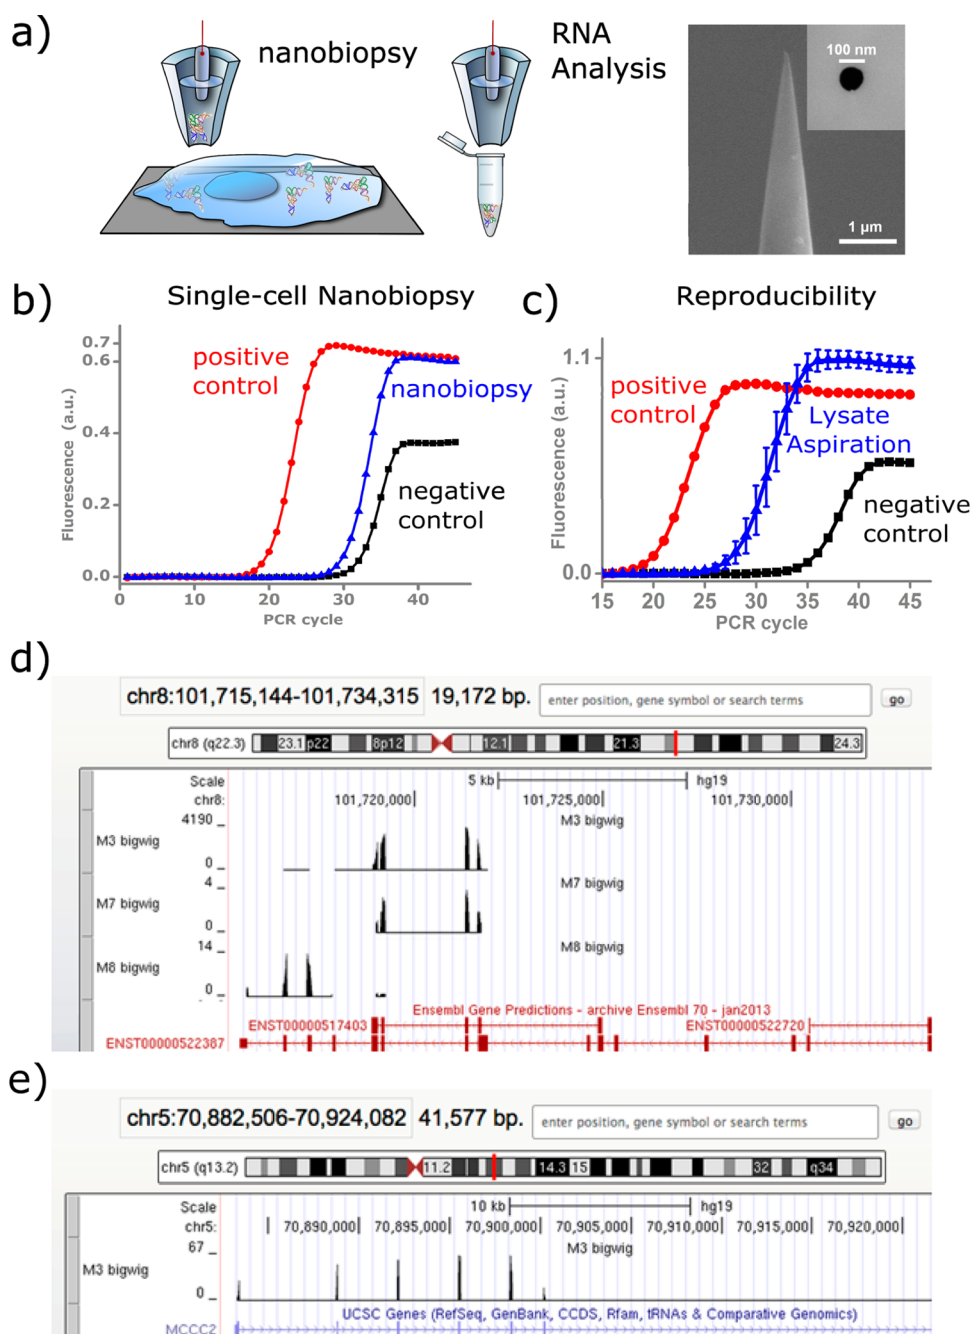 a)
nanobiopsy
RNA
Analysis
100 nm
1 μm
b)
Single-cell Nanobiopsy
0.7
0.6
0.4
0.2
0.0
Fluorescence (a.u.)
positive
control
nanobiopsy
negative
control
0
20
30
40
PCR cycle
c)
Reproducibility
1.1
0.0
Fluorescence (a.u.)
positive
control
Lysate
Aspiration
negative
control
15
20
25
30
35
40
45
PCR cycle
d)
chr8:101,715,144-101,734,315 19,172 bp. enter position, gene symbol or search terms go
chr8 (q22.3) 23.1 p22 8p12 12.1 21.3 24.3
Scale 5 kb hg19
chr8: 101,720,000 101,725,000 101,730,000
4190 _ M3 bigwig
M3 bigwig
0 _
4 _ M7 bigwig
M7 bigwig
0 _
14 _ M8 bigwig
M8 bigwig
0 _
Ensembl Gene Predictions - archive Ensembl 70 - jan2013
ENST00000517403 ENST00000522720
ENST00000522387
e)
chr5:70,882,506-70,924,082 41,577 bp. enter position, gene symbol or search terms go
chr5 (q13.2) 11.2 14.3 15 32 q34
Scale 10 kb hg19
chr5: 70,890,000 70,895,000 70,900,000 70,905,000 70,910,000 70,915,000 70,920,000
67 _ M3 bigwig
M3 bigwig
0 _
UCSC Genes (RefSeq, GenBank, CCDS, Rfam, tRNAs & Comparative Genomics)
MCCC2